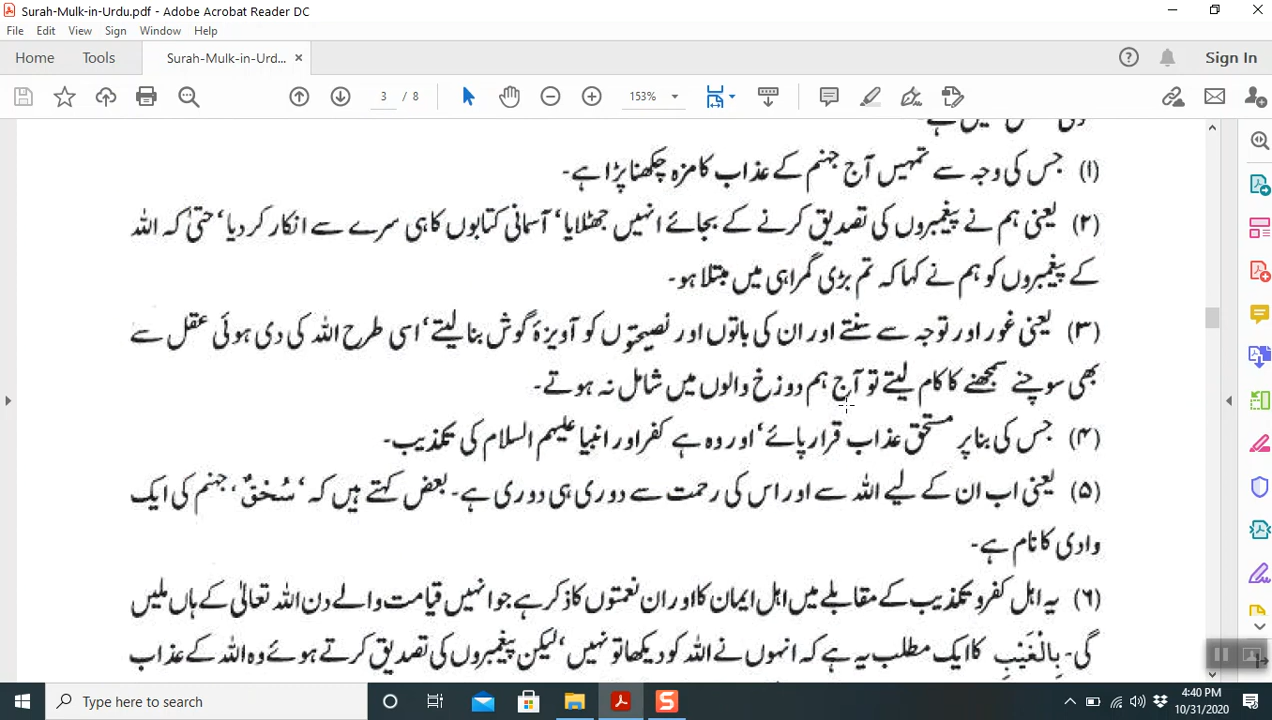 Surah-Mulk-in-Urdu.pdf - Adobe Acrobat Reader DC
File Edit View Sign Window Help
Home Tools Surah-Mulk-in-Urd... × Sign In
3 / 8 153%
(۱) جس کی وجہ سے تمہیں آج جہنم کے عذاب کا مزہ چکھنا پڑا ہے۔
(۲) یعنی ہم نے پیغمبروں کی تصدیق کرنے کے بجائے انہیں جھٹلایا‘ آسمانی کتابوں کا ہی سرے سے انکار کر دیا‘ حتیٰ کہ اللہ
کے پیغمبروں کو ہم نے کہا کہ تم بڑی گمراہی میں مبتلا ہو۔
(۳) یعنی غور اور توجہ سے سنتے اور ان کی باتوں اور نصیحتوں کو آویزۂ گوش بنا لیتے‘ اسی طرح اللہ کی دی ہوئی عقل سے
بھی سوچنے سمجھنے کا کام لیتے تو آج ہم دوزخ والوں میں شامل نہ ہوتے۔
(۴) جس کی بنا پر مستحق عذاب قرار پائے‘ اور وہ ہے کفر اور انبیا علیہم السلام کی تکذیب۔
(۵) یعنی اب ان کے لیے اللہ سے اور اس کی رحمت سے دوری ہی دوری ہے۔ بعض کہتے ہیں کہ ‘سُحْقٌ’ جہنم کی ایک
وادی کا نام ہے۔
(۶) یہ اہل کفر و تکذیب کے مقابلے میں اہل ایمان کا اور ان نعمتوں کا ذکر ہے جو انہیں قیامت والے دن اللہ تعالیٰ کے ہاں ملیں
گی۔ بِالْغَيْبِ کا ایک مطلب یہ ہے کہ انہوں نے اللہ کو دیکھا تو نہیں‘ لیکن پیغمبروں کی تصدیق کرتے ہوئے وہ اللہ کے عذاب
Type here to search
4:40 PM
10/31/2020